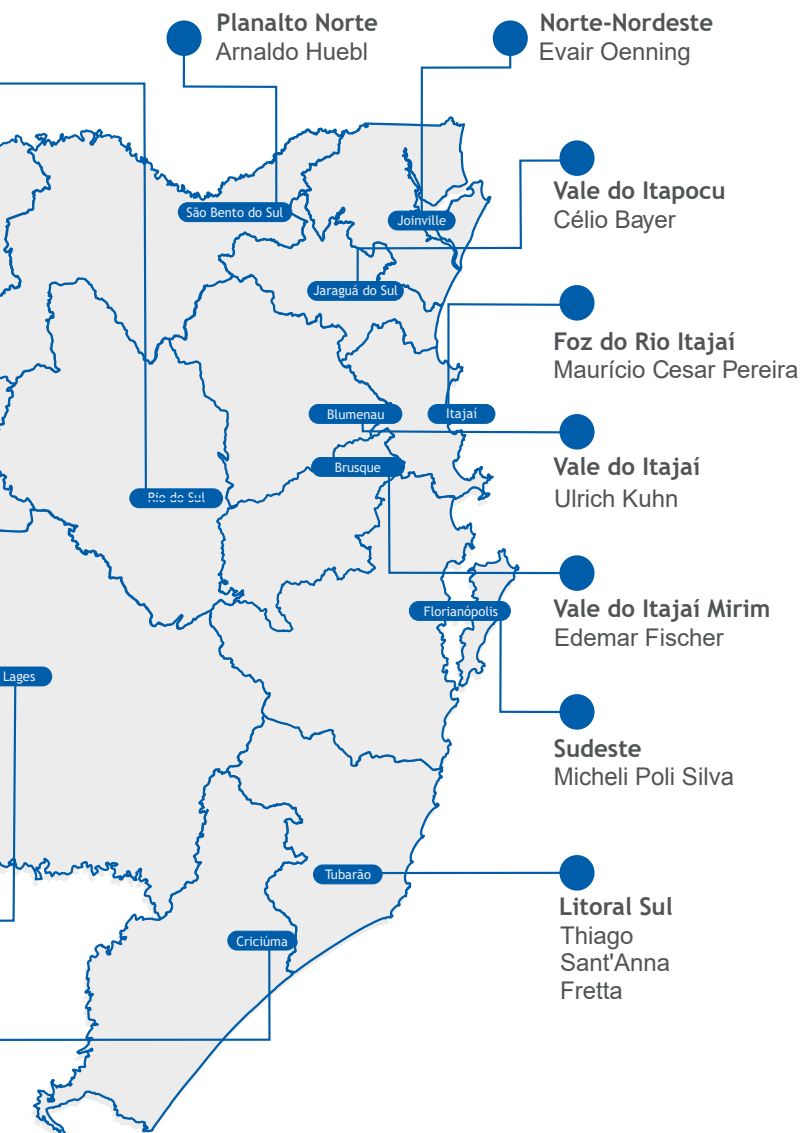 Planalto Norte
Arnaldo Huebl
Norte-Nordeste
Evair Oenning
Vale do Itapocu
Célio Bayer
São Bento do Sul
Joinville
Jaraguá do Sul
Foz do Rio Itajaí
Maurício Cesar Pereira
Blumenau
Itajaí
Vale do Itajaí
Ulrich Kuhn
Brusque
Rio do Sul
Vale do Itajaí Mirim
Edemar Fischer
Florianópolis
Lages
Sudeste
Micheli Poli Silva
Tubarão
Litoral Sul
Thiago
Sant'Anna
Fretta
Criciúma